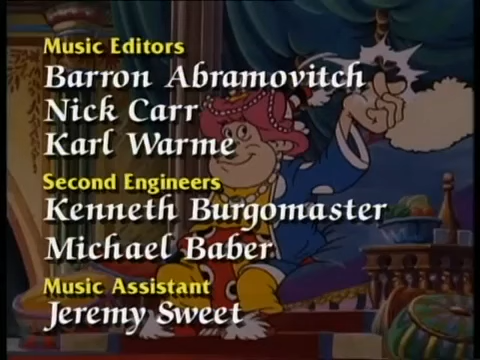 Music Editors
Barron Abramovitch
Nick Carr
Karl Warme
Second Engineers
Kenneth Burgomaster
Michael Baber
Music Assistant
Jeremy Sweet